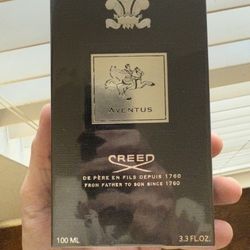 AVENTUS
CREED
DE PÈRE EN FILS DEPUIS 1760
FROM FATHER TO SON SINCE 1760
100 ML 3.3 FL.OZ.